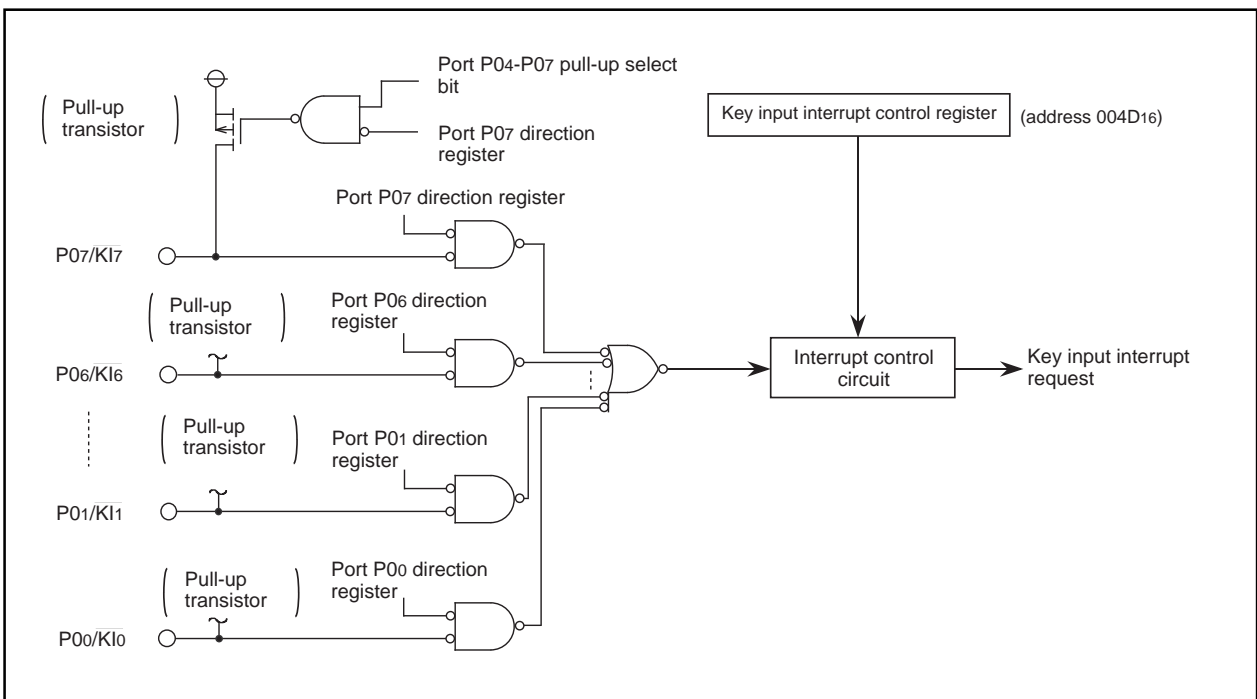 Port P04-P07 pull-up select
bit
( Pull-up
transistor )
Key input interrupt control register
(address 004D16)
Port P07 direction
register
Port P07 direction register
P07/KI7
( Pull-up
transistor )
Port P06 direction
register
P06/KI6
Interrupt control
circuit
Key input interrupt
request
( Pull-up
transistor )
Port P01 direction
register
P01/KI1
( Pull-up
transistor )
Port P00 direction
register
P00/KI0